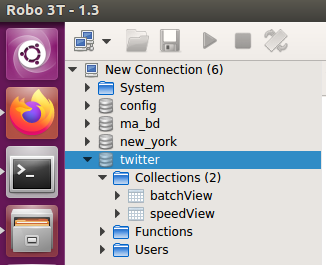 Robo 3T - 1.3
New Connection (6)
System
config
ma_bd
new_york
twitter
Collections (2)
batchView
speedView
Functions
Users